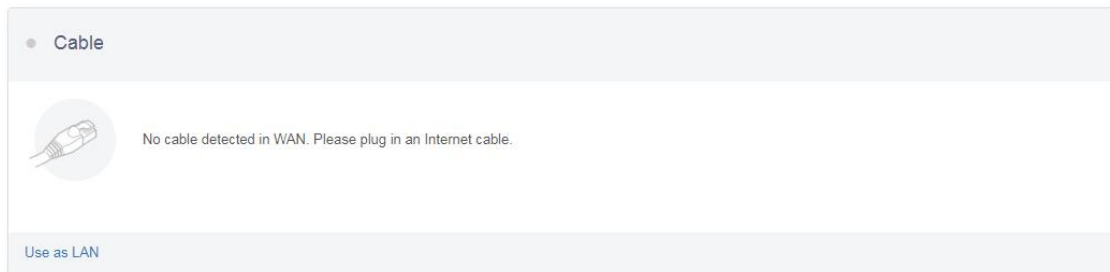 Cable
No cable detected in WAN. Please plug in an Internet cable.
Use as LAN